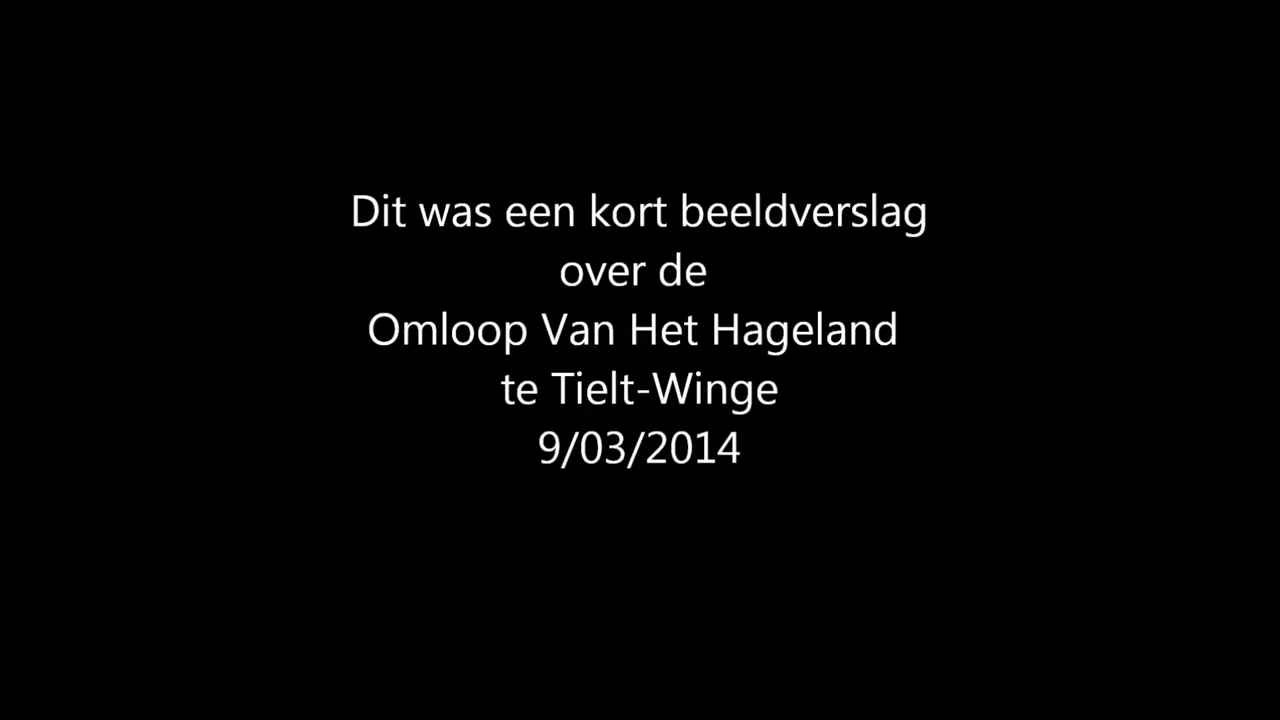 Dit was een kort beeldverslag
over de
Omloop Van Het Hageland
te Tielt-Winge
9/03/2014